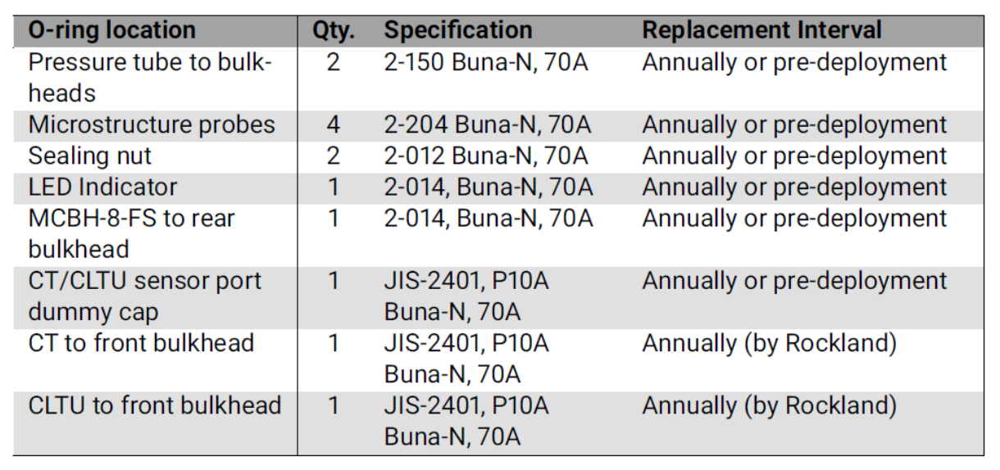 O-ring location Qty. Specification Replacement Interval
Pressure tube to bulk- 2 2-150 Buna-N, 70A Annually or pre-deployment
heads
Microstructure probes 4 2-204 Buna-N, 70A Annually or pre-deployment
Sealing nut 2 2-012 Buna-N, 70A Annually or pre-deployment
LED Indicator 1 2-014, Buna-N, 70A Annually or pre-deployment
MCBH-8-FS to rear 1 2-014, Buna-N, 70A Annually or pre-deployment
bulkhead
CT/CLTU sensor port 1 JIS-2401, P10A Annually or pre-deployment
dummy cap Buna-N, 70A
CT to front bulkhead 1 JIS-2401, P10A Annually (by Rockland)
Buna-N, 70A
CLTU to front bulkhead 1 JIS-2401, P10A Annually (by Rockland)
Buna-N, 70A